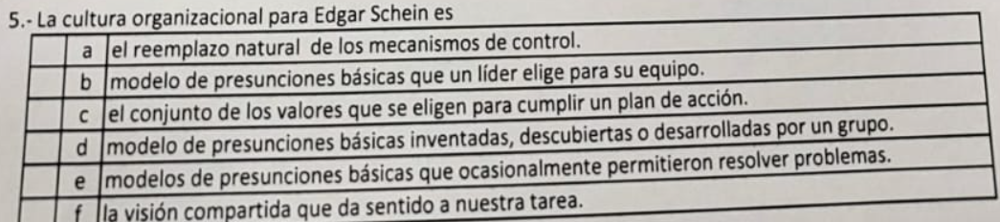 5.- La cultura organizacional para Edgar Schein es
a el reemplazo natural de los mecanismos de control.
b modelo de presunciones básicas que un líder elige para su equipo.
c el conjunto de los valores que se eligen para cumplir un plan de acción.
d modelo de presunciones básicas inventadas, descubiertas o desarrolladas por un grupo.
e modelos de presunciones básicas que ocasionalmente permitieron resolver problemas.
f la visión compartida que da sentido a nuestra tarea.